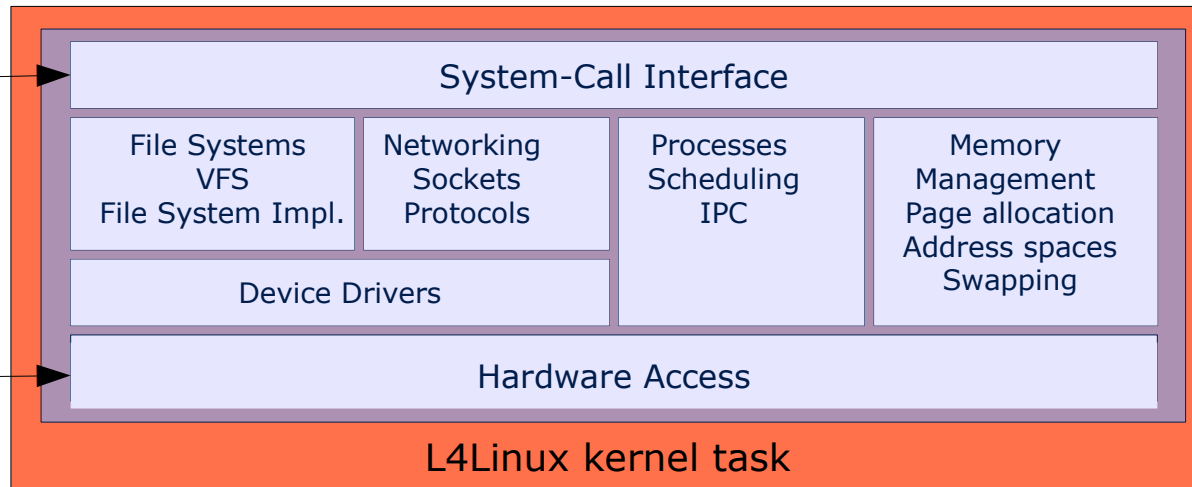 System-Call Interface
File Systems
VFS
File System Impl.
Networking
Sockets
Protocols
Processes
Scheduling
IPC
Memory
Management
Page allocation
Address spaces
Swapping
Device Drivers
Hardware Access
L4Linux kernel task